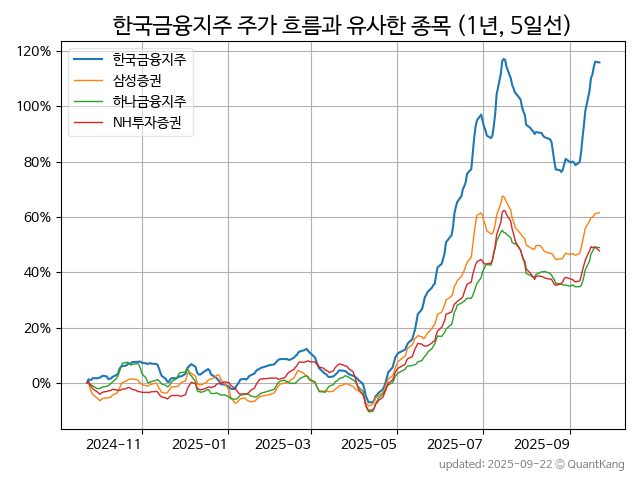 한국금융지주 주가 흐름과 유사한 종목 (1년, 5일선)
120%
100%
80%
60%
40%
20%
0%
한국금융지주
삼성증권
하나금융지주
NH투자증권
2024-11
2025-01
2025-03
2025-05
2025-07
2025-09
updated: 2025-09-22 © QuantKang